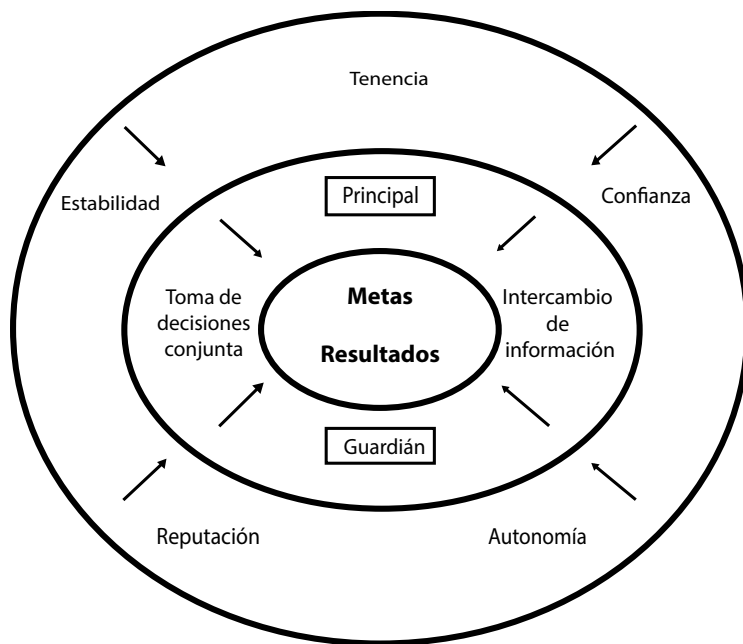 Tenencia
Estabilidad
Confianza
Principal
Toma de
decisiones
conjunta
Metas
Resultados
Intercambio
de
información
Guardián
Reputación
Autonomía